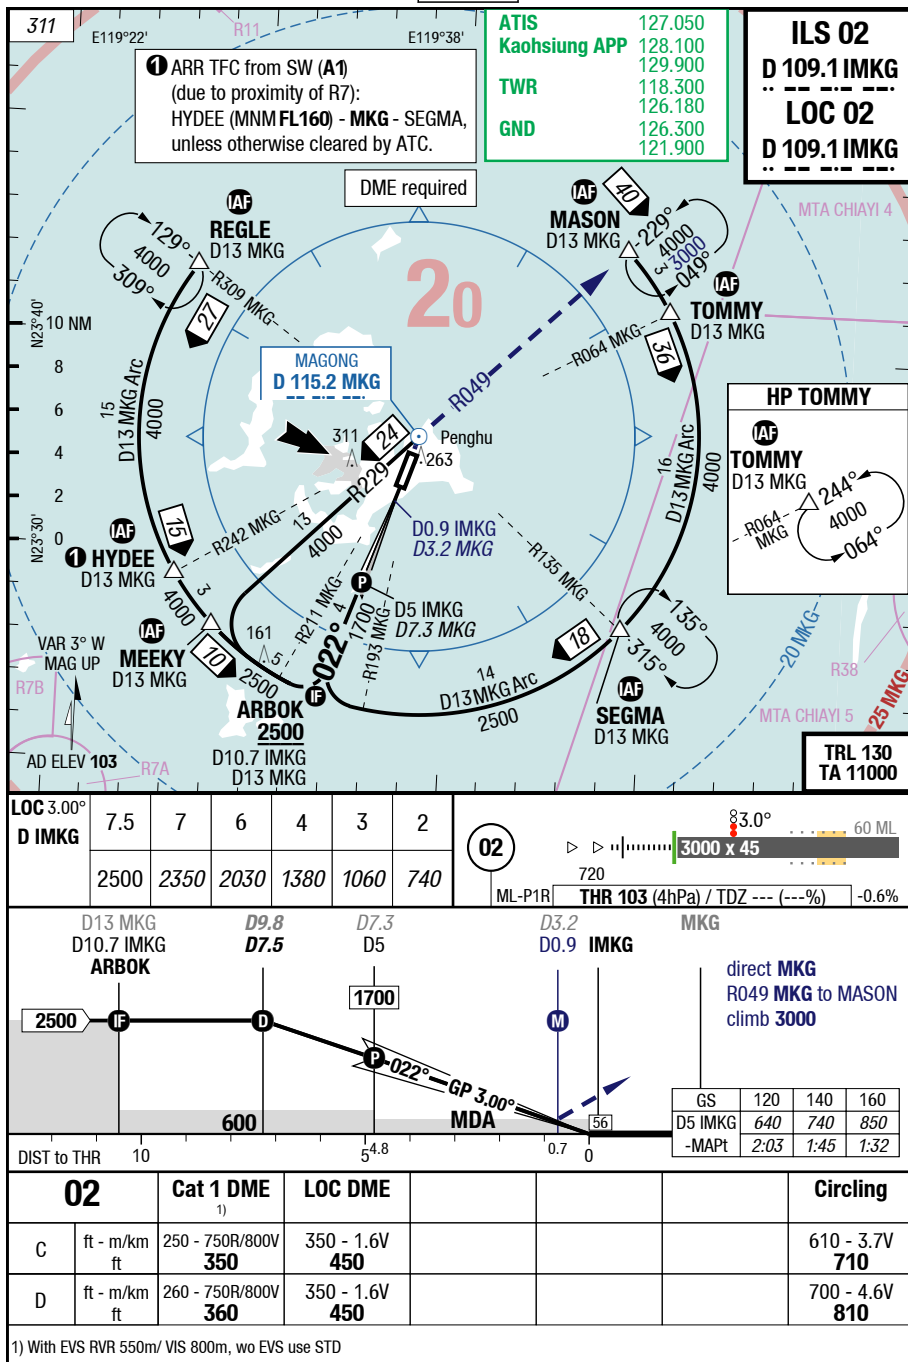 311
E119°22'
R11
E119°38'
❶ ARR TFC from SW (A1)
(due to proximity of R7):
HYDEE (MNM FL160) - MKG - SEGMA,
unless otherwise cleared by ATC.
ATIS 127.050
Kaohsiung APP 128.100
129.900
TWR 118.300
126.180
GND 126.300
121.900
ILS 02
D 109.1 IMKG
LOC 02
D 109.1 IMKG
DME required
IAF
REGLE
D13 MKG
129°
4000
309°
R309 MKG
27
IAF
MASON
D13 MKG
40
229°
4000
3000
049°
3
MTA CHIAYI 4
IAF
TOMMY
D13 MKG
R064 MKG
36
20
N23°40'
10 NM
8
6
4
2
0
N23°30'
15
D13 MKG Arc
4000
MAGONG
D 115.2 MKG
R049
311
24
Penghu
263
R229
16
D13 MKG Arc
4000
HP TOMMY
IAF
TOMMY
D13 MKG
244°
4000
064°
R064
MKG
IAF
❶ HYDEE
D13 MKG
15
R242 MKG
13
4000
D0.9 IMKG
D3.2 MKG
R135 MKG
3
4000
R211 MKG
P
4
1700
D5 IMKG
D7.3 MKG
R193 MKG
022°
135°
4000
315°
18
IAF
SEGMA
D13 MKG
20 MKG
R38
25 MKG
MTA CHIAYI 5
VAR 3° W
MAG UP
R7B
IAF
MEEKY
D13 MKG
10
161
5
2500
IF
ARBOK
2500
D10.7 IMKG
D13 MKG
14
D13 MKG Arc
2500
AD ELEV 103
R7A
TRL 130
TA 11000
LOC 3.00°
D IMKG
7.5 7 6 4 3 2
2500 2350 2030 1380 1060 740
02
3.0°
60 ML
3000 x 45
720
ML-P1R
THR 103 (4hPa) / TDZ --- (---%)
-0.6%
D13 MKG D9.8 D7.3 D3.2 MKG
D10.7 IMKG D7.5 D5 D0.9 IMKG
ARBOK
direct MKG
R049 MKG to MASON
climb 3000
2500
IF
D
1700
P
M
022° GP 3.00°
600
MDA
56
DIST to THR 10 5 4.8 0.7 0
GS 120 140 160
D5 IMKG 640 740 850
-MAPt 2:03 1:45 1:32
02 Cat 1 DME LOC DME Circling
1)
C ft - m/km 250 - 750R/800V 350 - 1.6V 610 - 3.7V
ft 350 450 710
D ft - m/km 260 - 750R/800V 350 - 1.6V 700 - 4.6V
ft 360 450 810
1) With EVS RVR 550m/ VIS 800m, wo EVS use STD